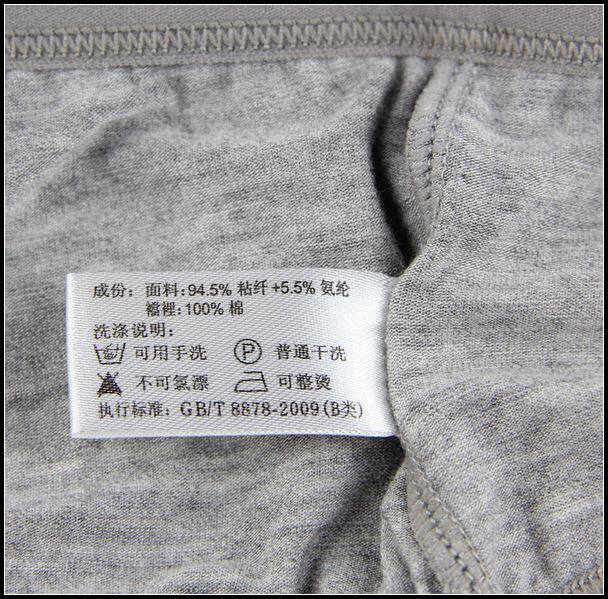 成份：面料:94.5% 粘纤+5.5% 氨纶
襠裡:100% 棉
洗涤说明：
可用手洗 P 普通干洗
不可氯漂 可整烫
执行标准：GB/T 8878-2009(B类)